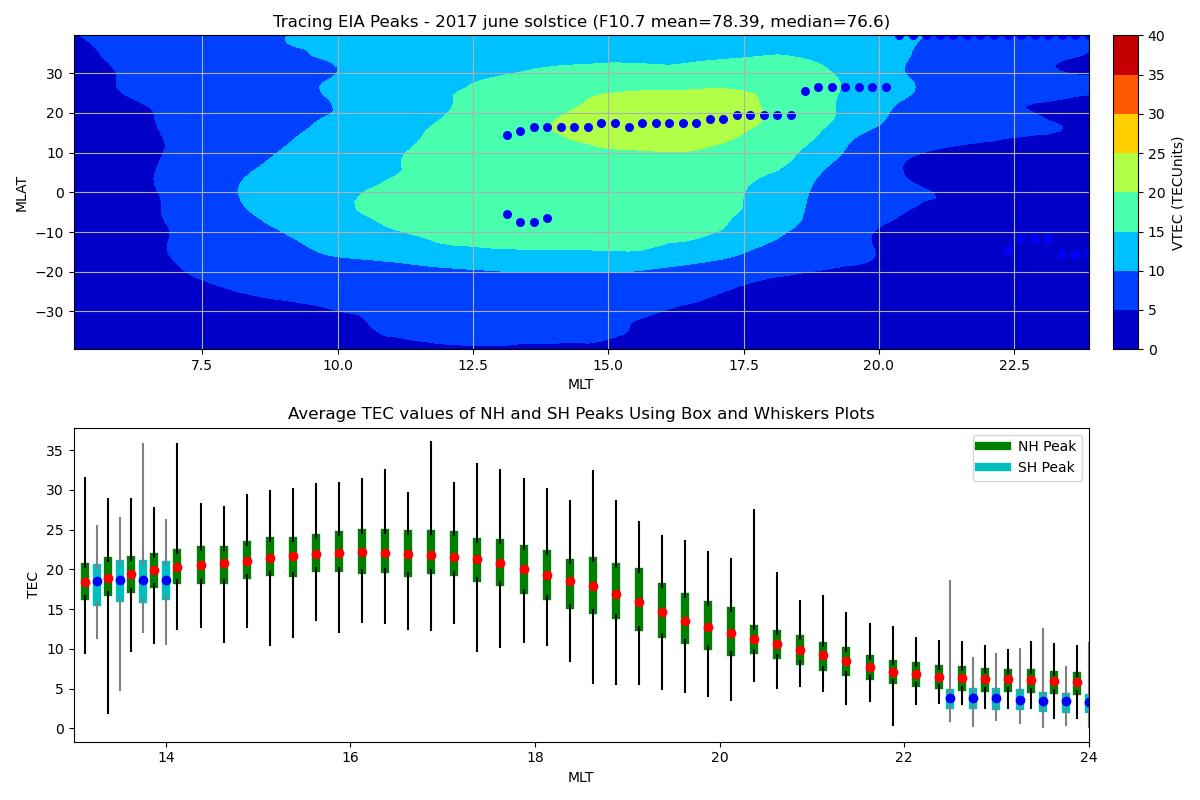 Tracing EIA Peaks - 2017 june solstice (F10.7 mean=78.39, median=76.6)
MLAT
30
20
10
0
−10
−20
−30
7.5 10.0 12.5 15.0 17.5 20.0 22.5
MLT
40
35
30
25
20
15
10
5
0
VTEC (TECUnits)
Average TEC values of NH and SH Peaks Using Box and Whiskers Plots
TEC
35
30
25
20
15
10
5
0
NH Peak
SH Peak
14 16 18 20 22 24
MLT